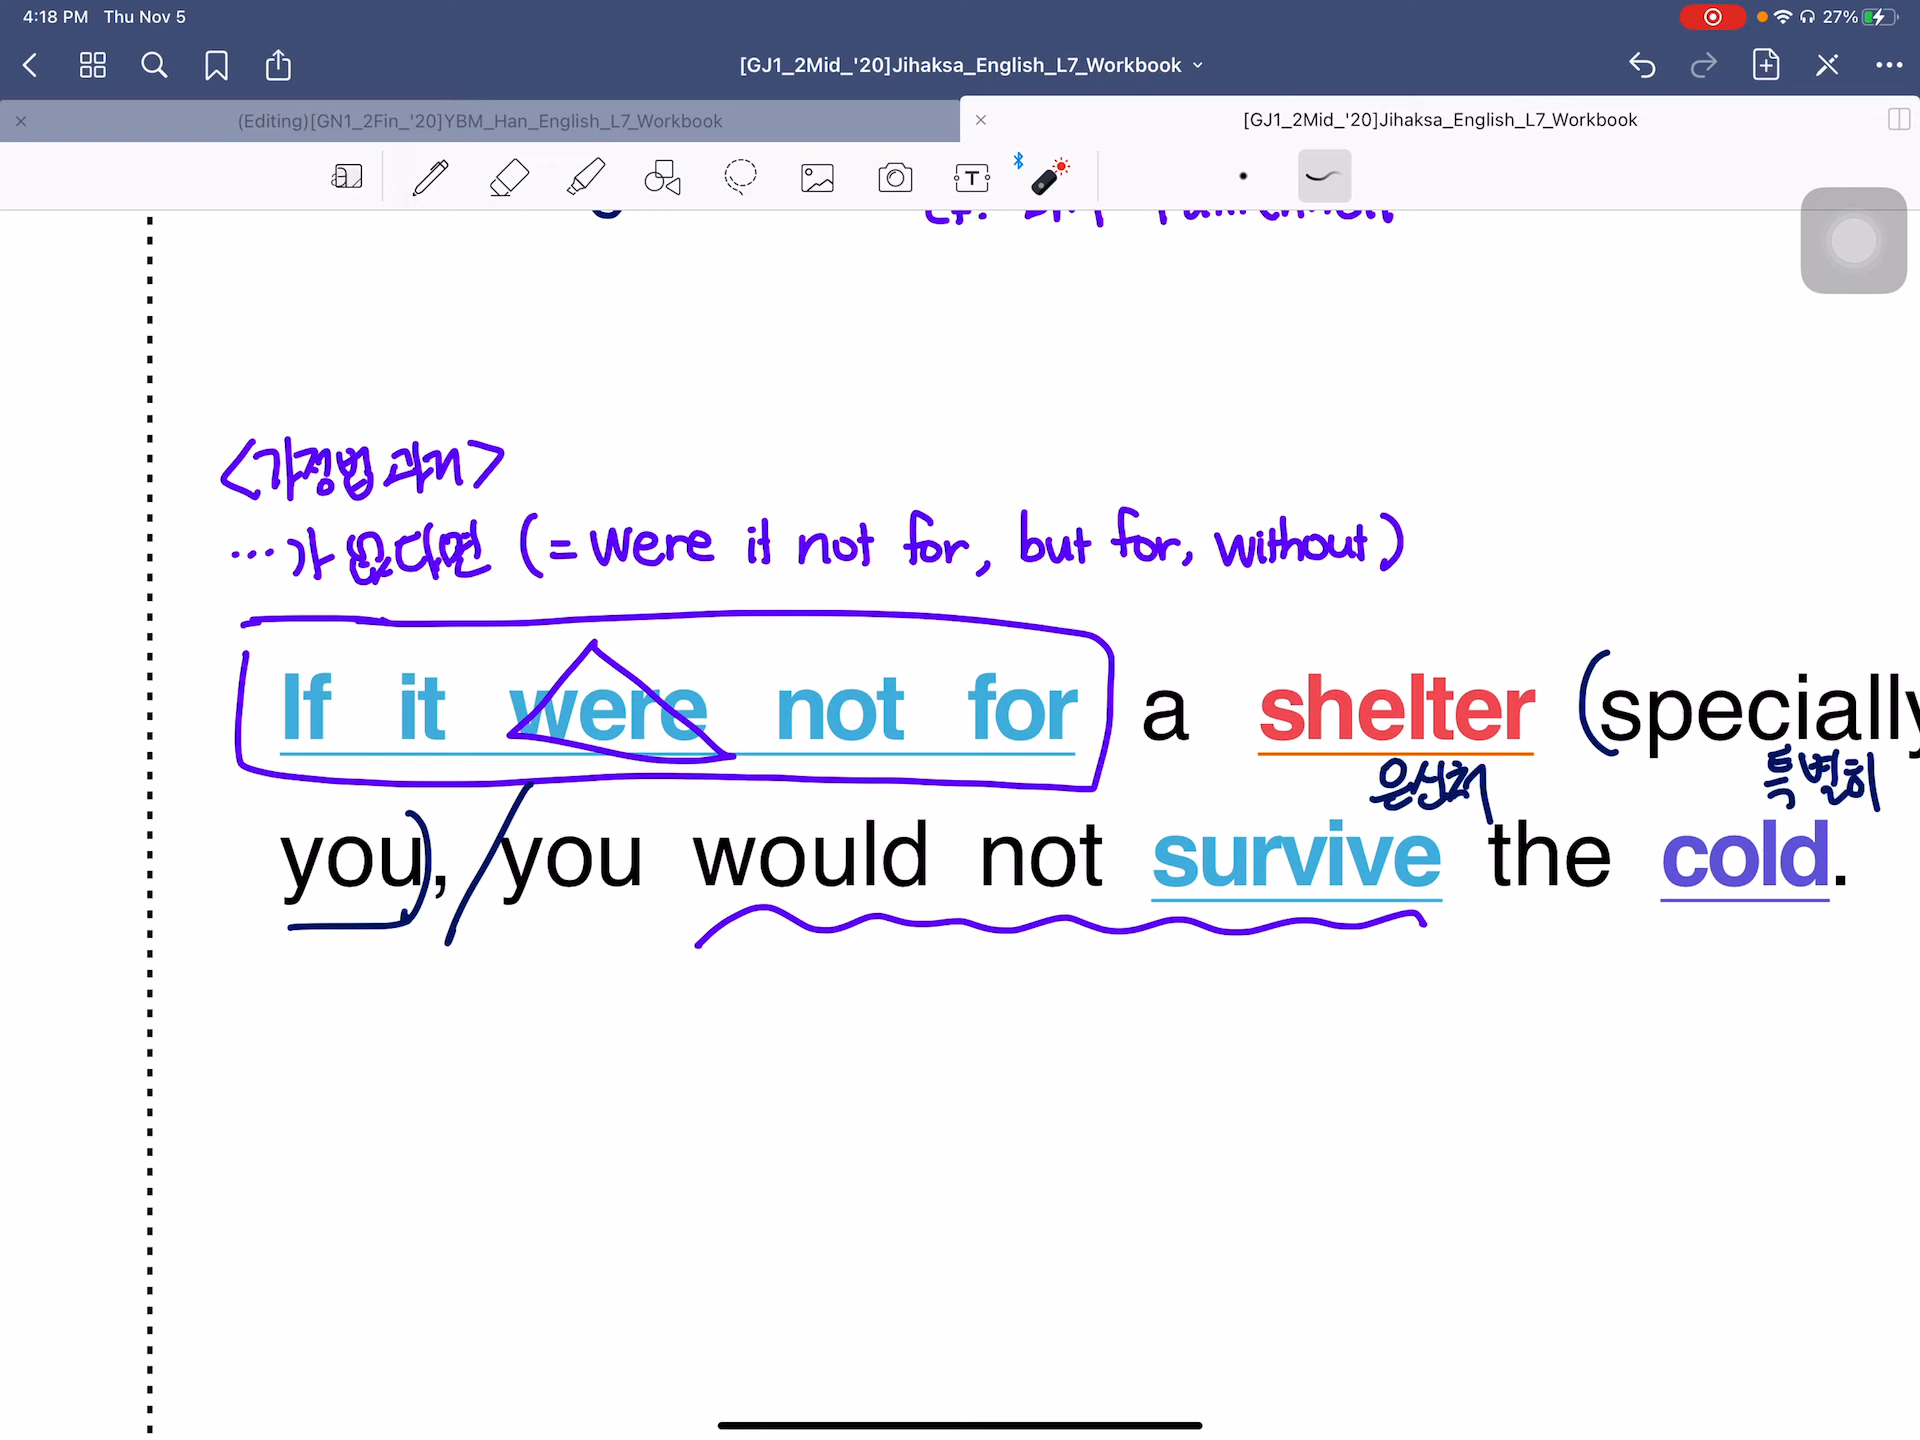 4:18 PM Thu Nov 5
27%
[GJ1_2Mid_'20]Jihaksa_English_L7_Workbook
(Editing)[GN1_2Fin_'20]YBM_Han_English_L7_Workbook
[GJ1_2Mid_'20]Jihaksa_English_L7_Workbook
<가정법 과거>
...가 없다면 (= were it not for, but for, without)
If it were not for a shelter (specially
은신처 특별히
you), / you would not survive the cold.